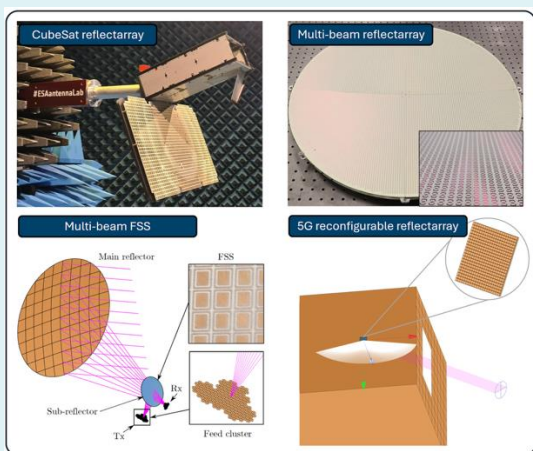 CubeSat reflectarray
#ESAantennaLab
Multi-beam reflectarray
Multi-beam FSS
Main reflector
FSS
Rx
Sub-reflector
Tx
Feed cluster
5G reconfigurable reflectarray